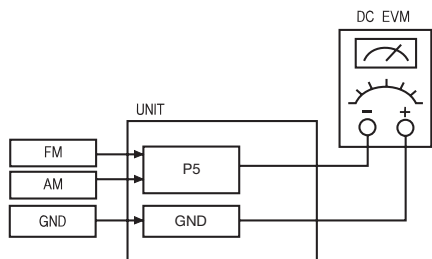 DC EVM
- +
UNIT
FM
P5
AM
GND
GND